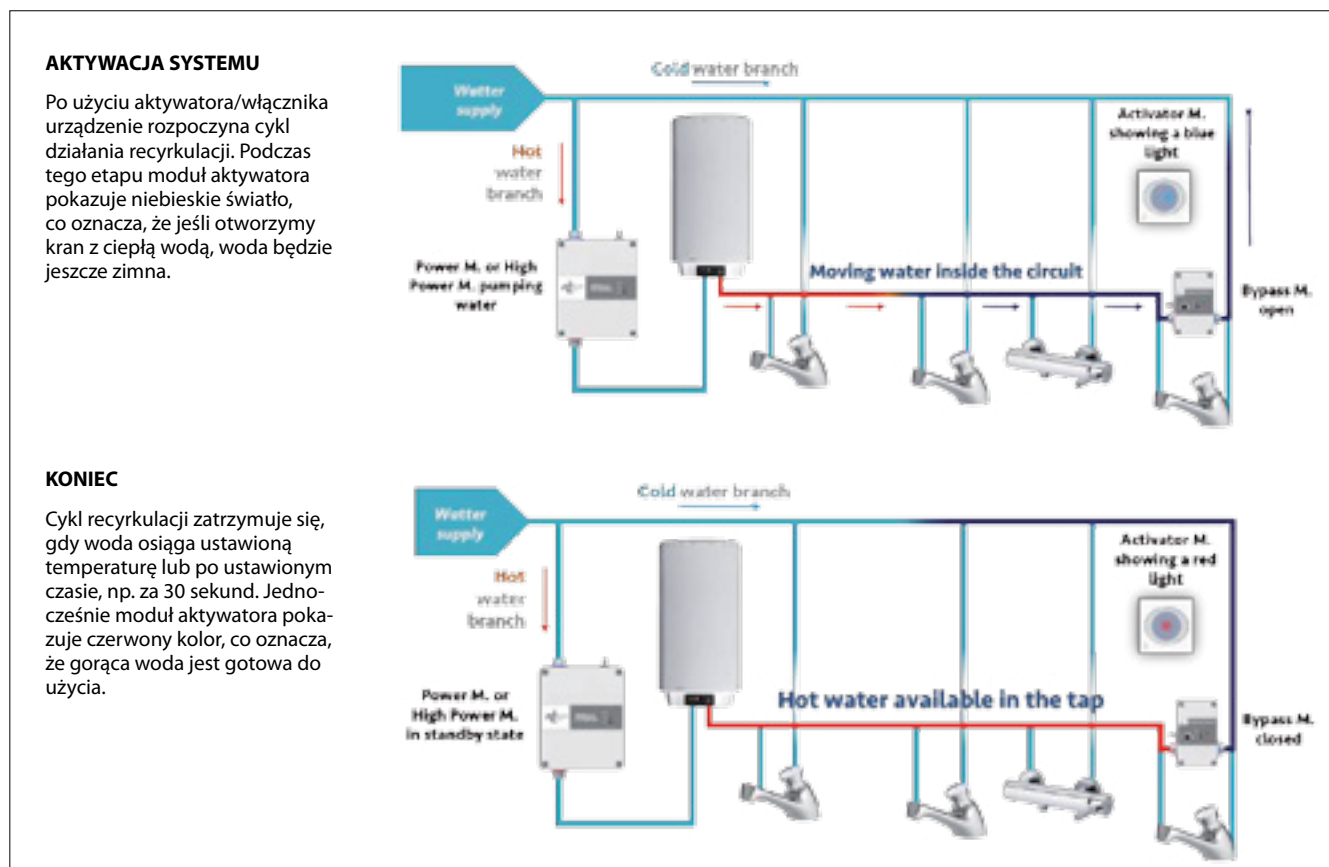 AKTYWACJA SYSTEMU
Po użyciu aktywatora/włącznika
urządzenie rozpoczyna cykl
działania recyrkulacji. Podczas
tego etapu moduł aktywatora
pokazuje niebieskie światło,
co oznacza, że jeśli otworzymy
kran z ciepłą wodą, woda będzie
jeszcze zimna.
Cold water branch
Watter
supply
Hot
water
branch
Activator M.
showing a blue
light
Power M. or High
Power M. pumping
water
Moving water inside the circuit
Bypass M.
open
KONIEC
Cykl recyrkulacji zatrzymuje się,
gdy woda osiąga ustawioną
temperaturę lub po ustawionym
czasie, np. za 30 sekund. Jedno-
cześnie moduł aktywatora poka-
zuje czerwony kolor, co oznacza,
że gorąca woda jest gotowa do
użycia.
Cold water branch
Watter
supply
Hot
water
branch
Activator M.
showing a red
light
Power M. or
High Power M.
in standby state
Hot water available in the tap
Bypass M.
closed